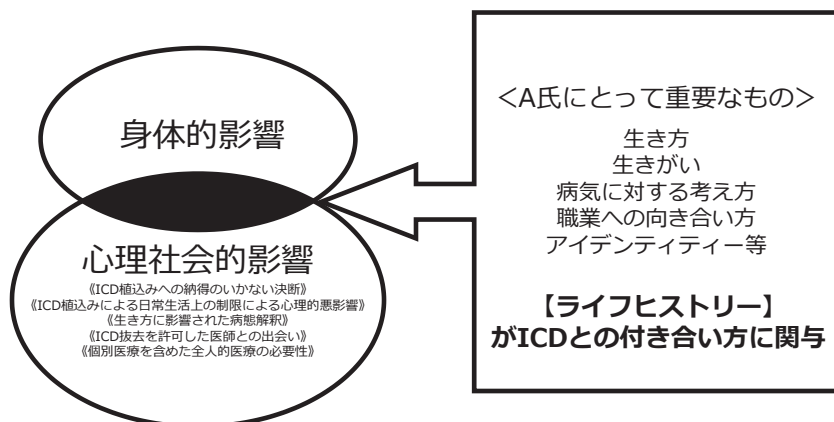 身体的影響
心理社会的影響
《ICD植込みへの納得のいかない決断》
《ICD植込みによる日常生活上の制限による心理的悪影響》
《生き方に影響された病態解釈》
《ICD抜去を許可した医師との出会い》
《個別医療を含めた全人的医療の必要性》
＜A氏にとって重要なもの＞
生き方
生きがい
病気に対する考え方
職業への向き合い方
アイデンティティー等
【ライフヒストリー】
がICDとの付き合い方に関与